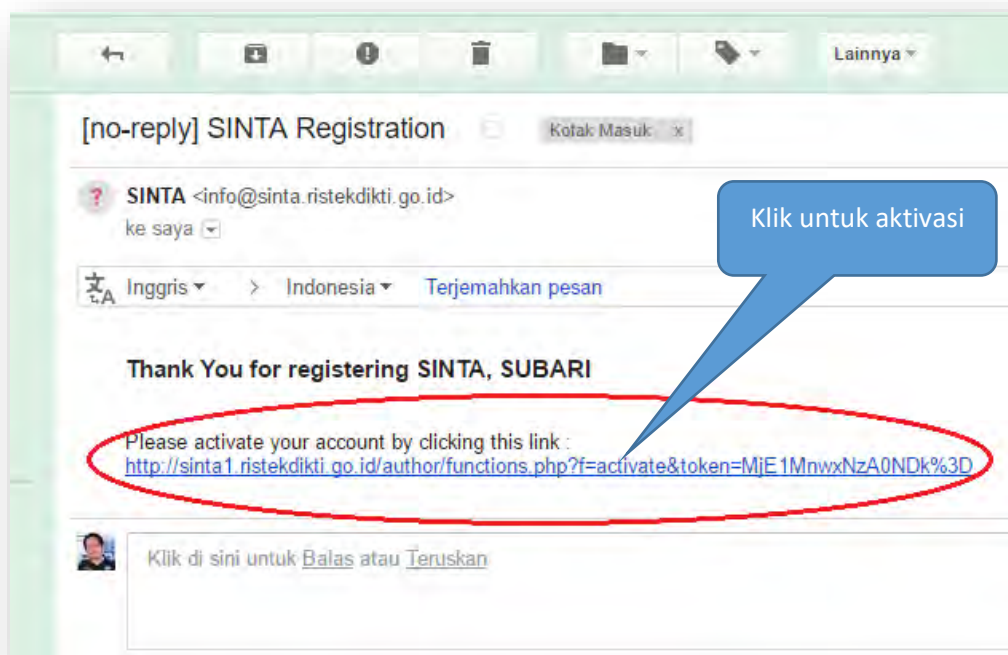 Lainnya
[no-reply] SINTA Registration Kotak Masuk x
? SINTA <info@sinta.ristekdikti.go.id>
ke saya
Klik untuk aktivasi
文A Inggris > Indonesia Terjemahkan pesan
Thank You for registering SINTA, SUBARI
Please activate your account by clicking this link :
http://sinta1.ristekdikti.go.id/author/functions.php?f=activate&token=MjE1MnwxNzA0NDk%3D
Klik di sini untuk Balas atau Teruskan